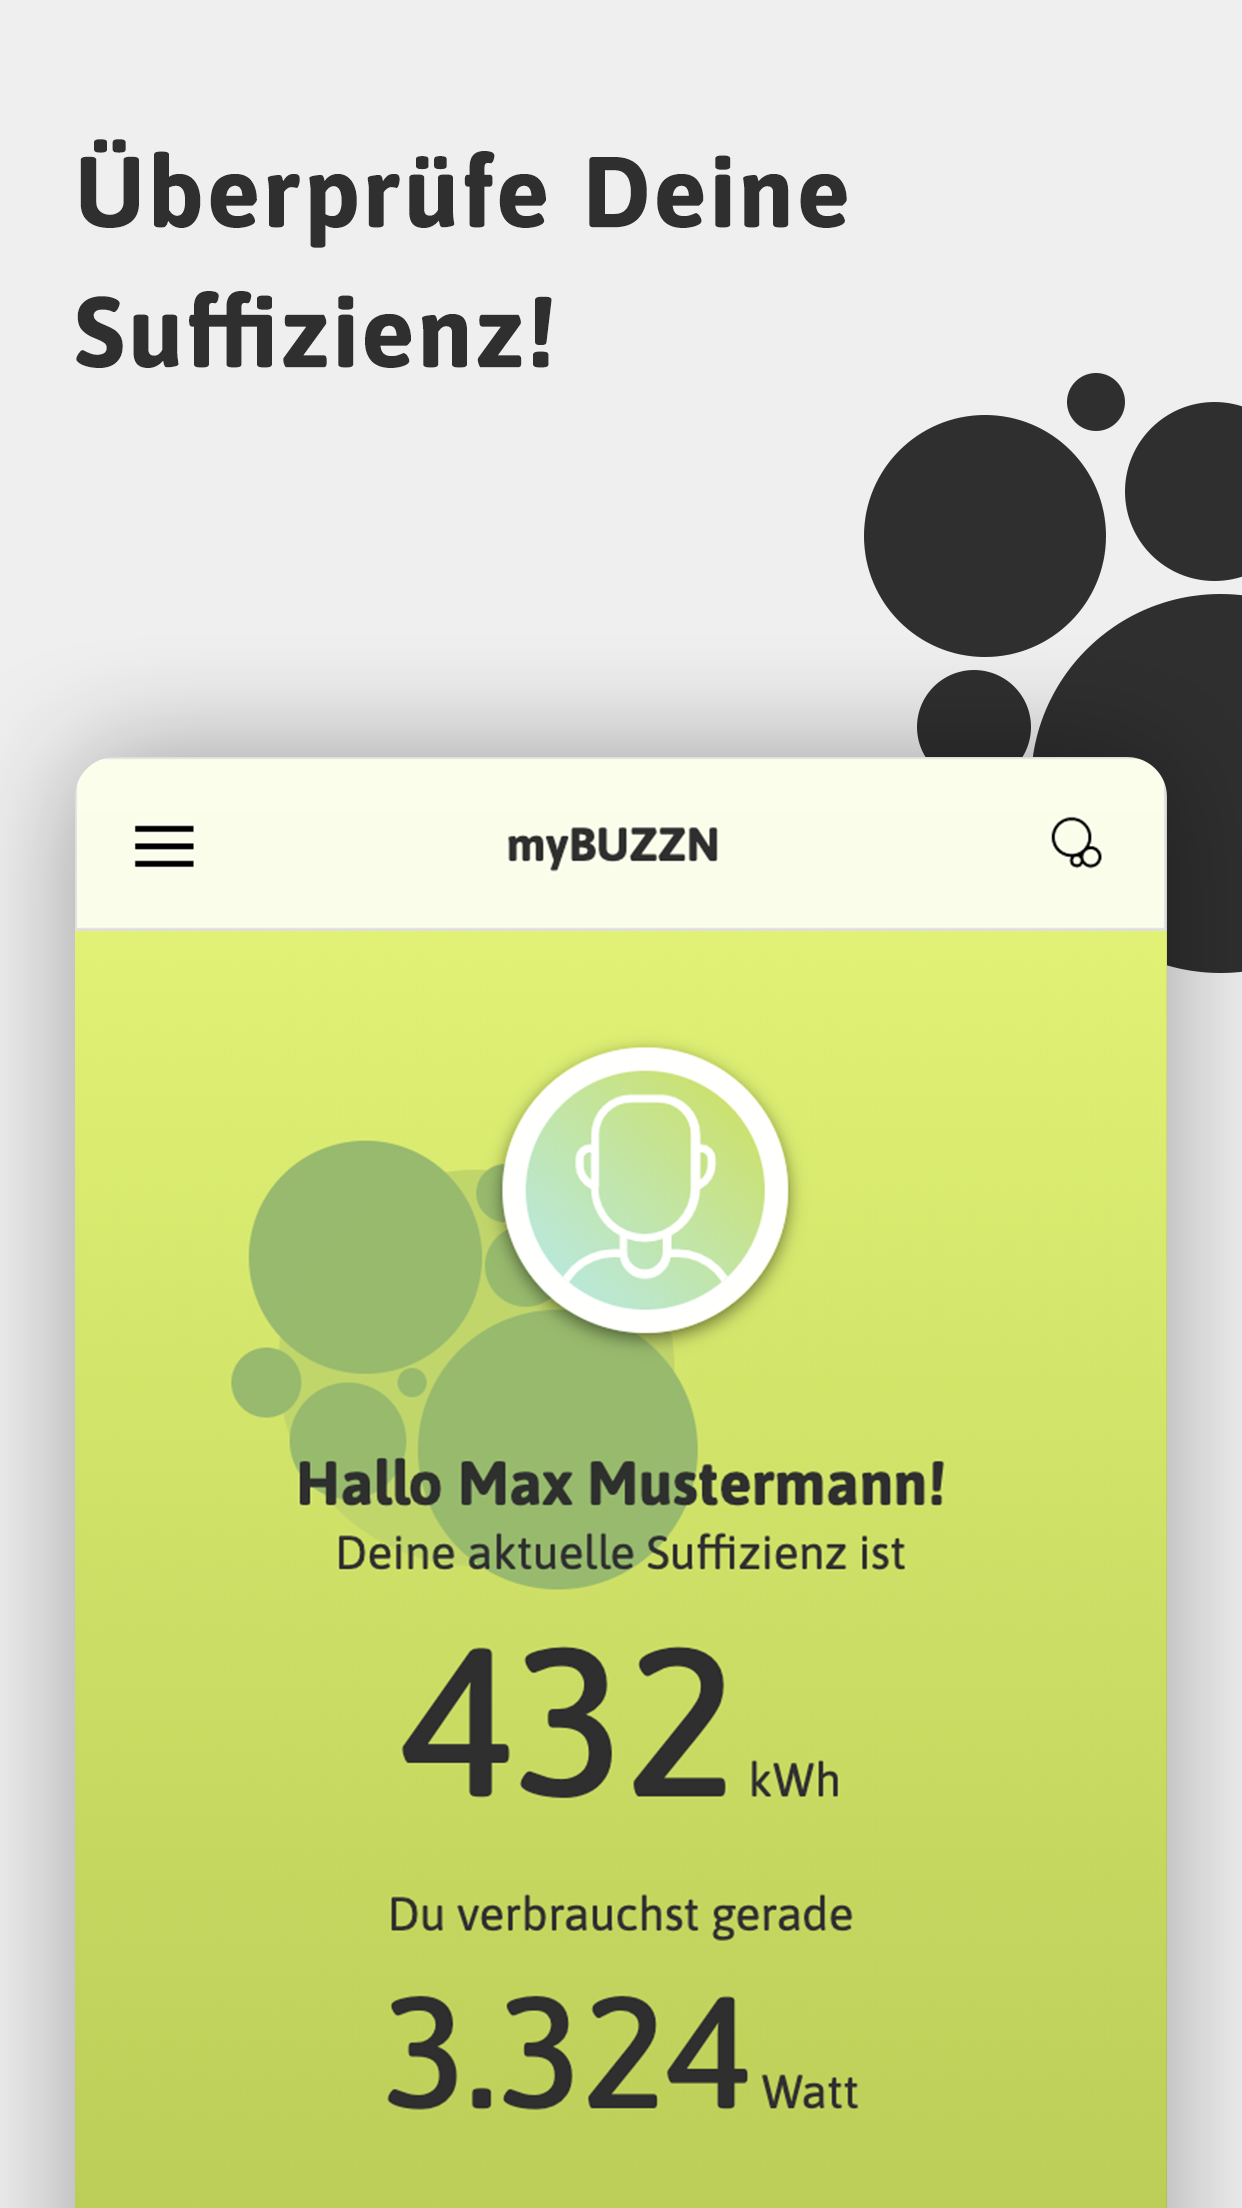 Überprüfe Deine
Suffizienz!
myBUZZN
Hallo Max Mustermann!
Deine aktuelle Suffizienz ist
432 kWh
Du verbrauchst gerade
3.324 Watt